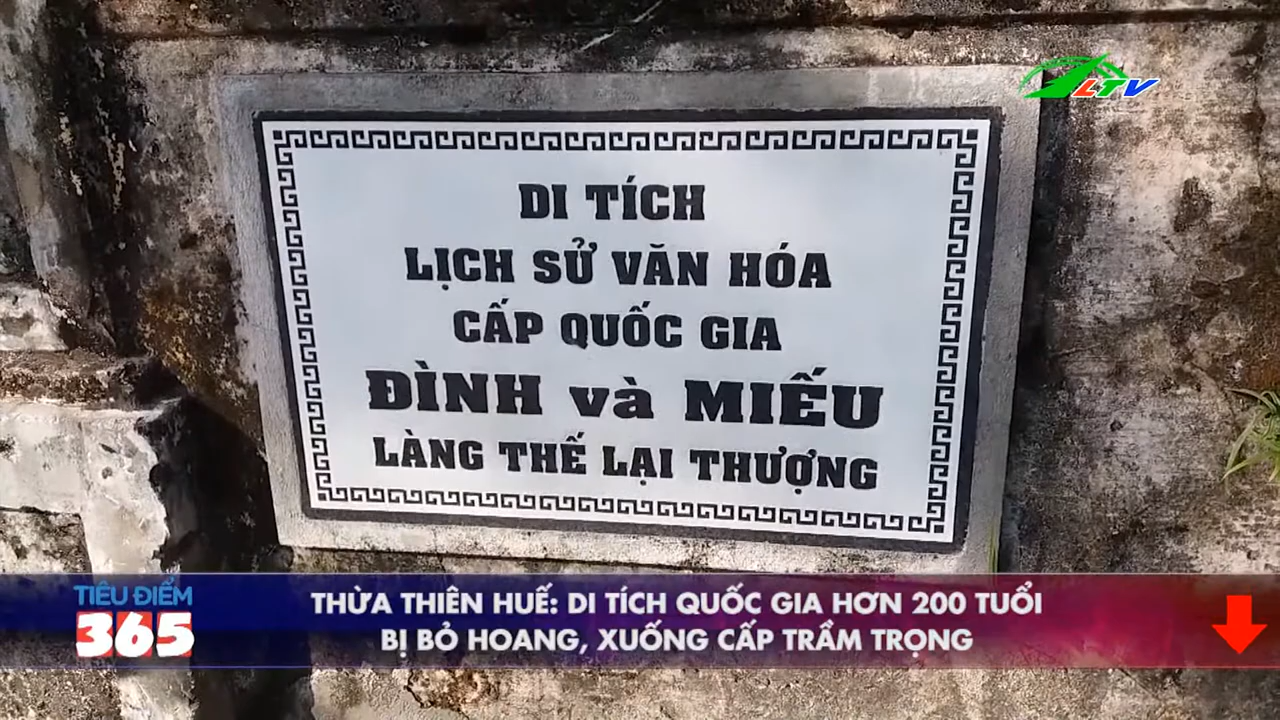 LTV
DI TÍCH
LỊCH SỬ VĂN HÓA
CẤP QUỐC GIA
ĐÌNH và MIẾU
LÀNG THẾ LẠI THƯỢNG
TIÊU ĐIỂM
365
THỪA THIÊN HUẾ: DI TÍCH QUỐC GIA HƠN 200 TUỔI
BỊ BỎ HOANG, XUỐNG CẤP TRẦM TRỌNG